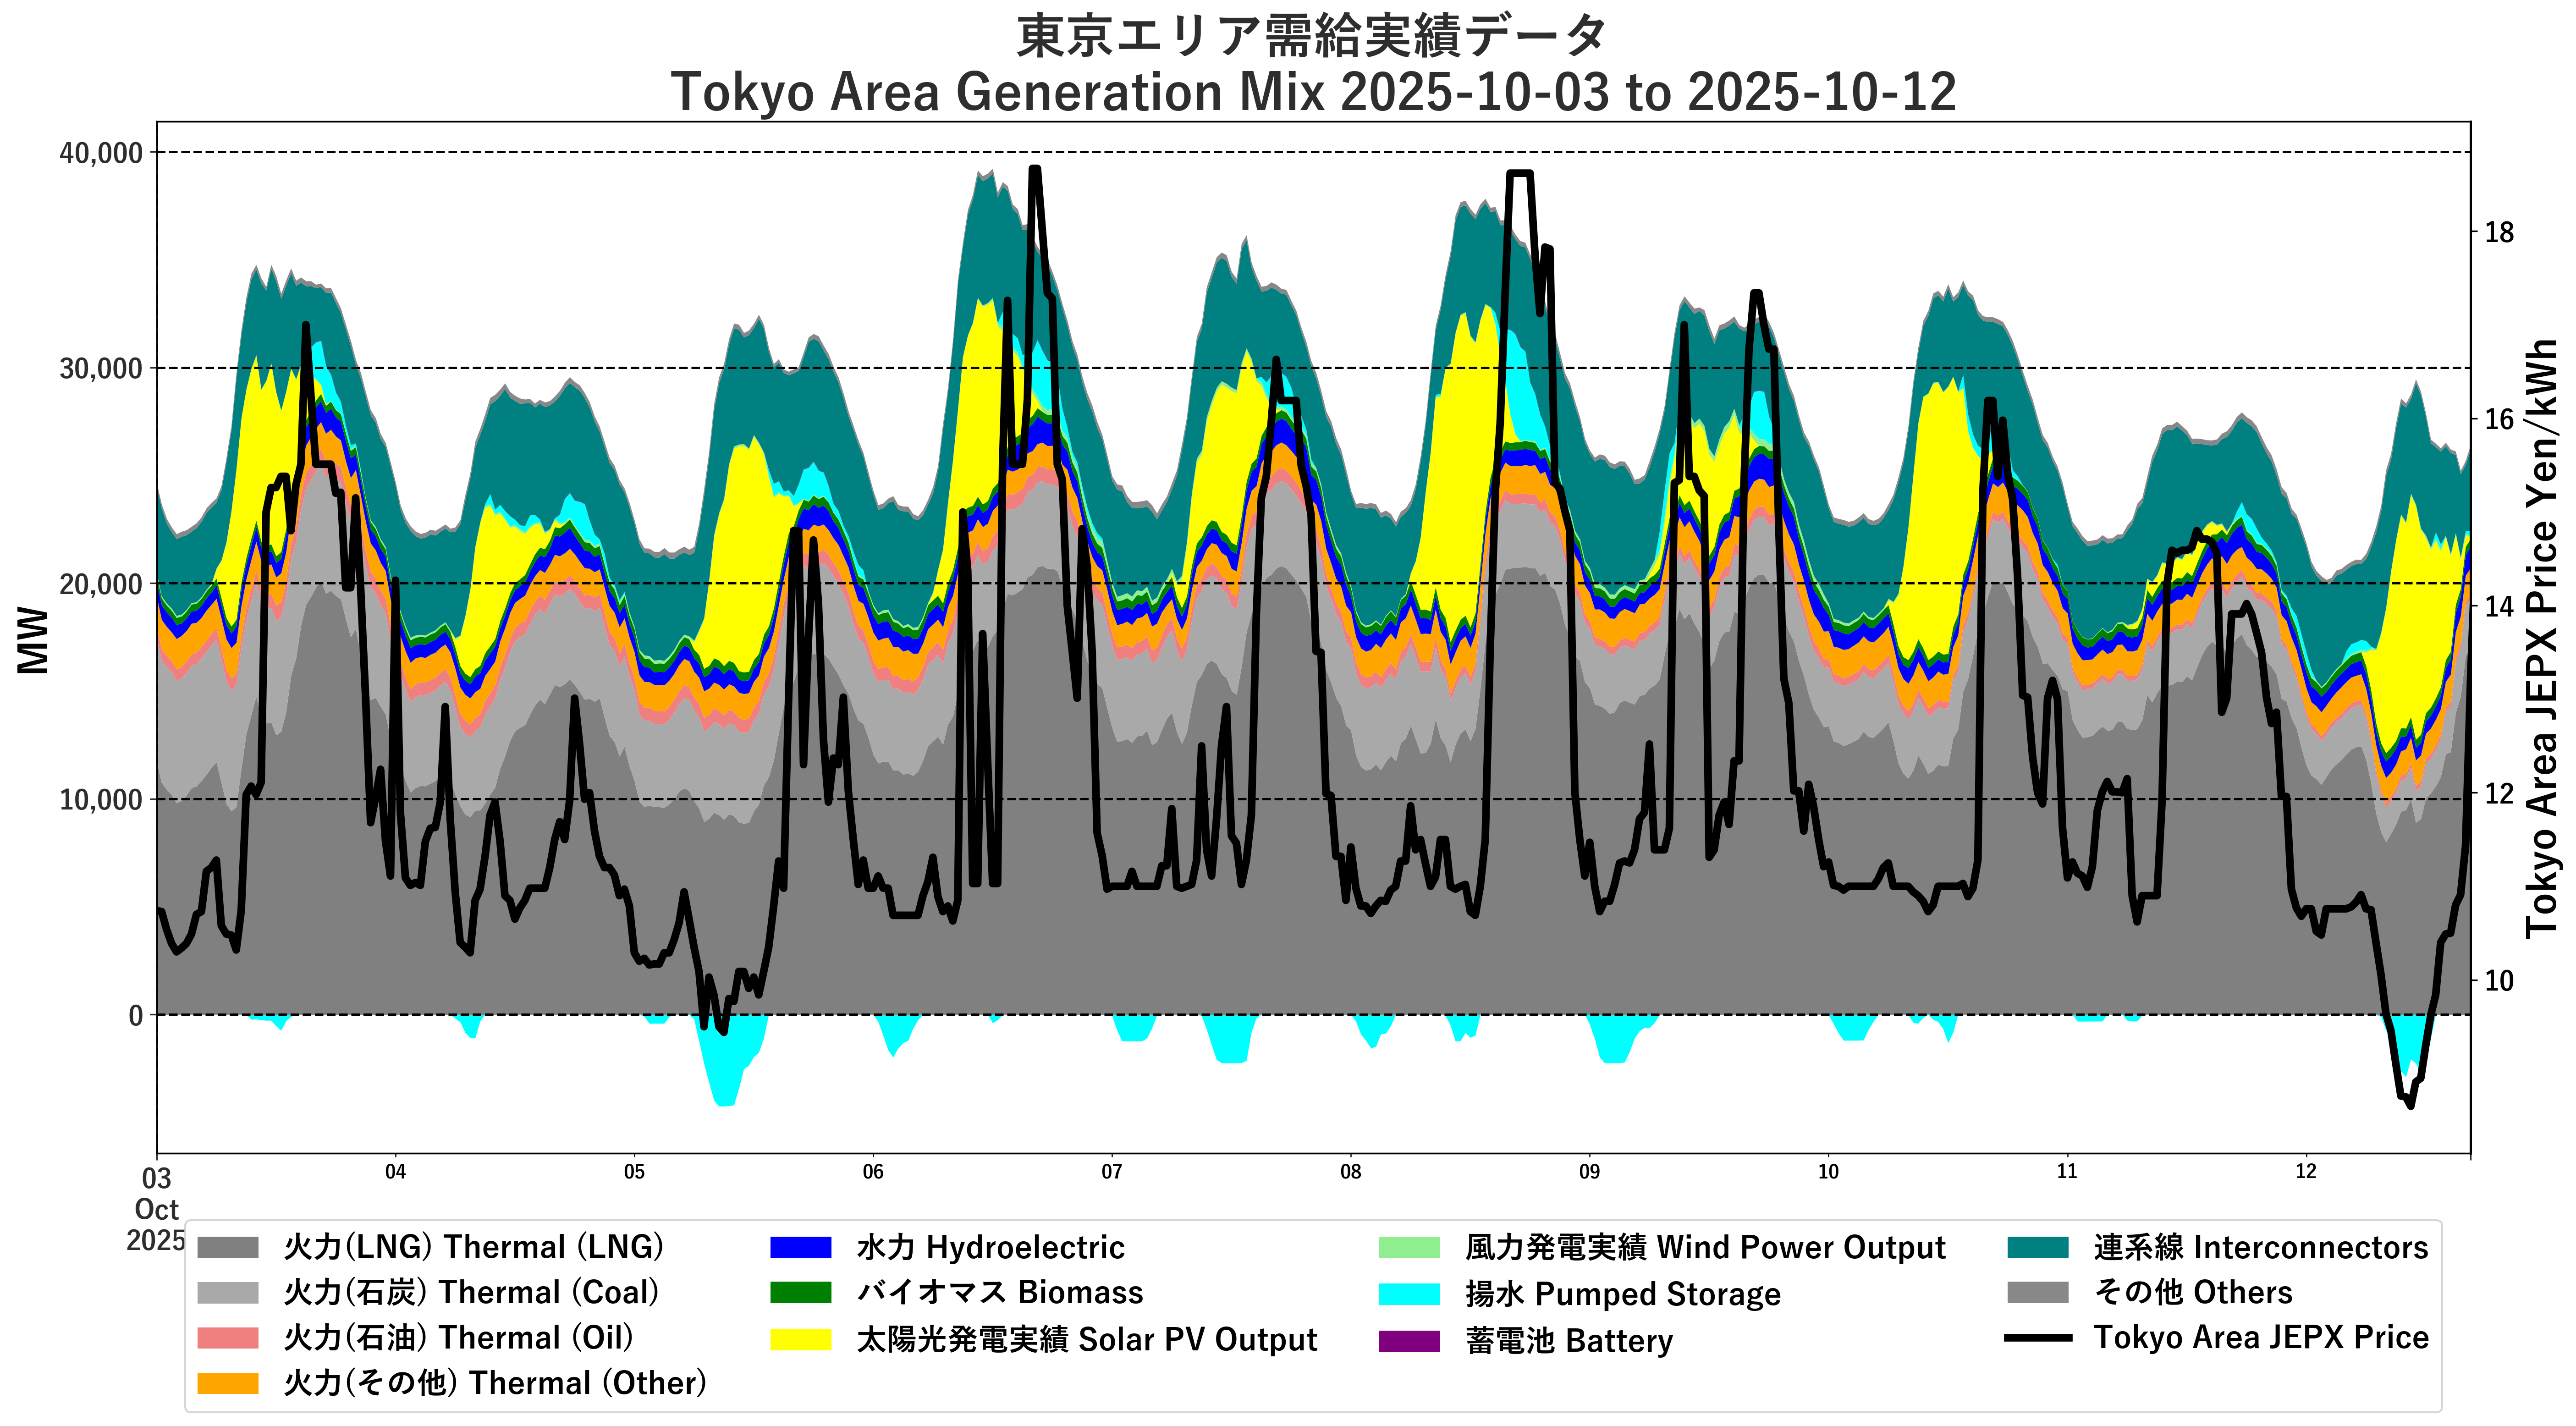 東京エリア需給実績データ
Tokyo Area Generation Mix 2025-10-03 to 2025-10-12
MW
40,000
30,000
20,000
10,000
0
18
16
14
12
10
Tokyo Area JEPX Price Yen/kWh
03 04 05 06 07 08 09 10 11 12
Oct
2025
火力(LNG) Thermal (LNG)
火力(石炭) Thermal (Coal)
火力(石油) Thermal (Oil)
火力(その他) Thermal (Other)
水力 Hydroelectric
バイオマス Biomass
太陽光発電実績 Solar PV Output
風力発電実績 Wind Power Output
揚水 Pumped Storage
蓄電池 Battery
連系線 Interconnectors
その他 Others
Tokyo Area JEPX Price